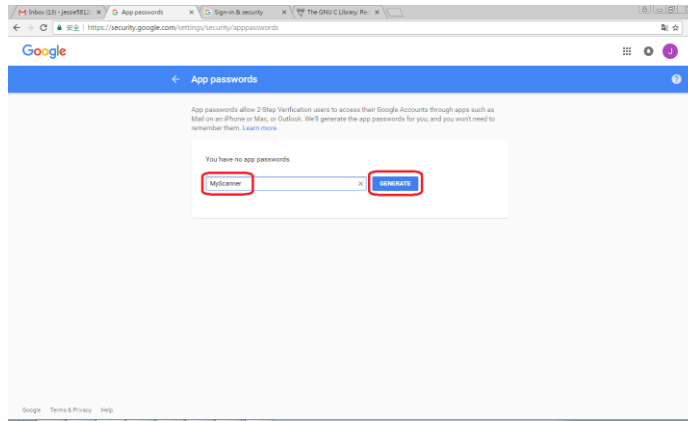 Inbox (13) - jessie5812
App passwords
Sign-in & security
The GNU C Library: Re
安全 | https://security.google.com/settings/security/apppasswords
Google
J
← App passwords
App passwords allow 2-Step Verification users to access their Google Accounts through apps such as
Mail on an iPhone or Mac, or Outlook. We'll generate the app passwords for you, and you won't need to
remember them. Learn more
You have no app passwords.
MyScanner
GENERATE
Google Terms & Privacy Help